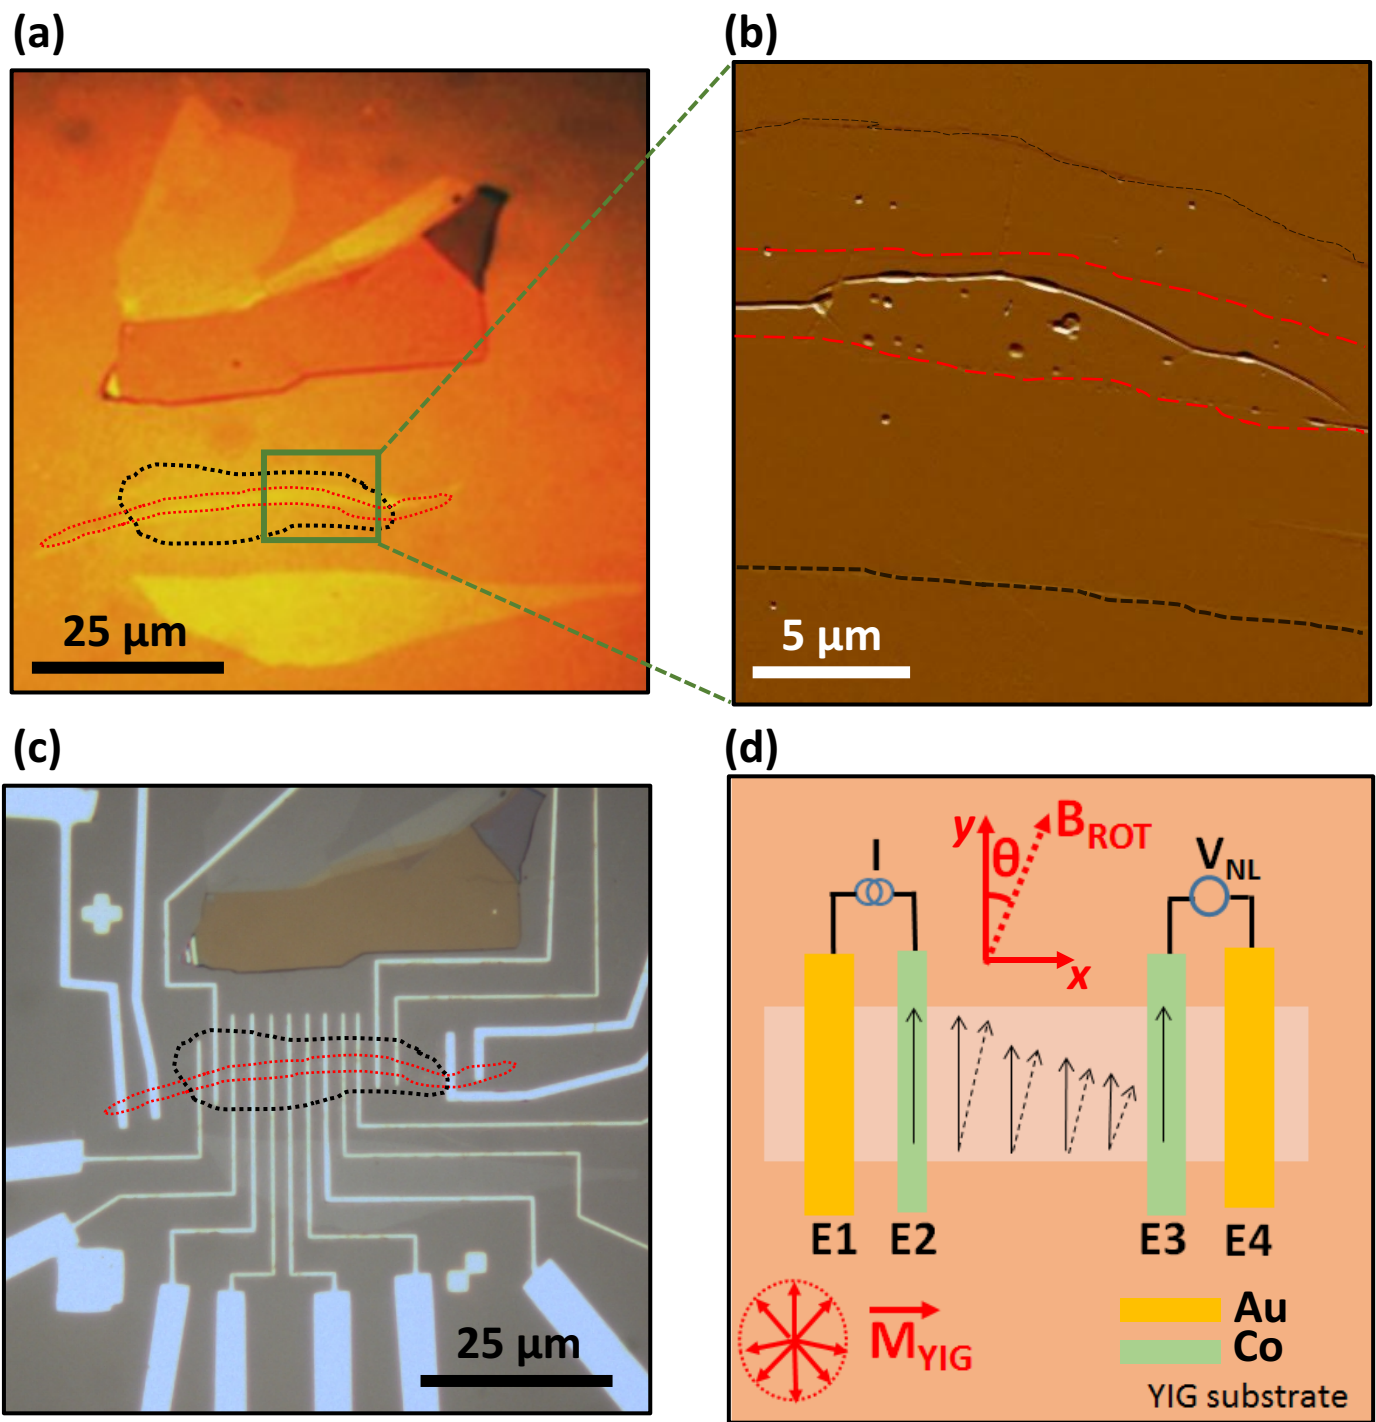 (a)
25 μm
(b)
5 μm
(c)
25 μm
(d)
y
θ
B_ROT
x
I
V_NL
E1
E2
E3
E4
M_YIG
Au
Co
YIG substrate